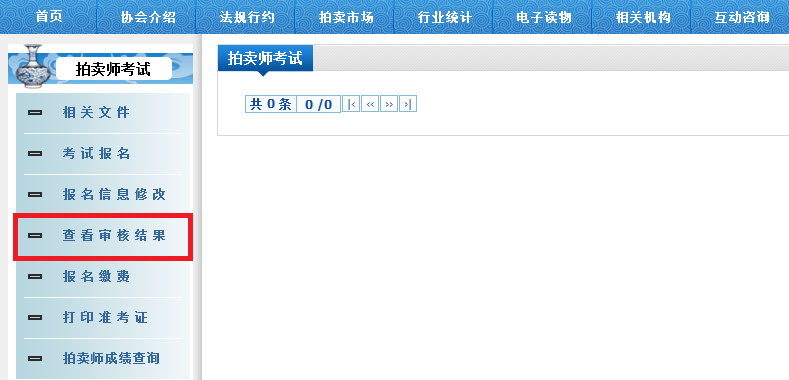 首页 协会介绍 法规行约 拍卖市场 行业统计 电子读物 相关机构 互动咨询
拍卖师考试
相关文件
考试报名
报名信息修改
查看审核结果
报名缴费
打印准考证
拍卖师成绩查询
拍卖师考试
共 0 条 0 /0 |‹ ‹‹ ›› ›|